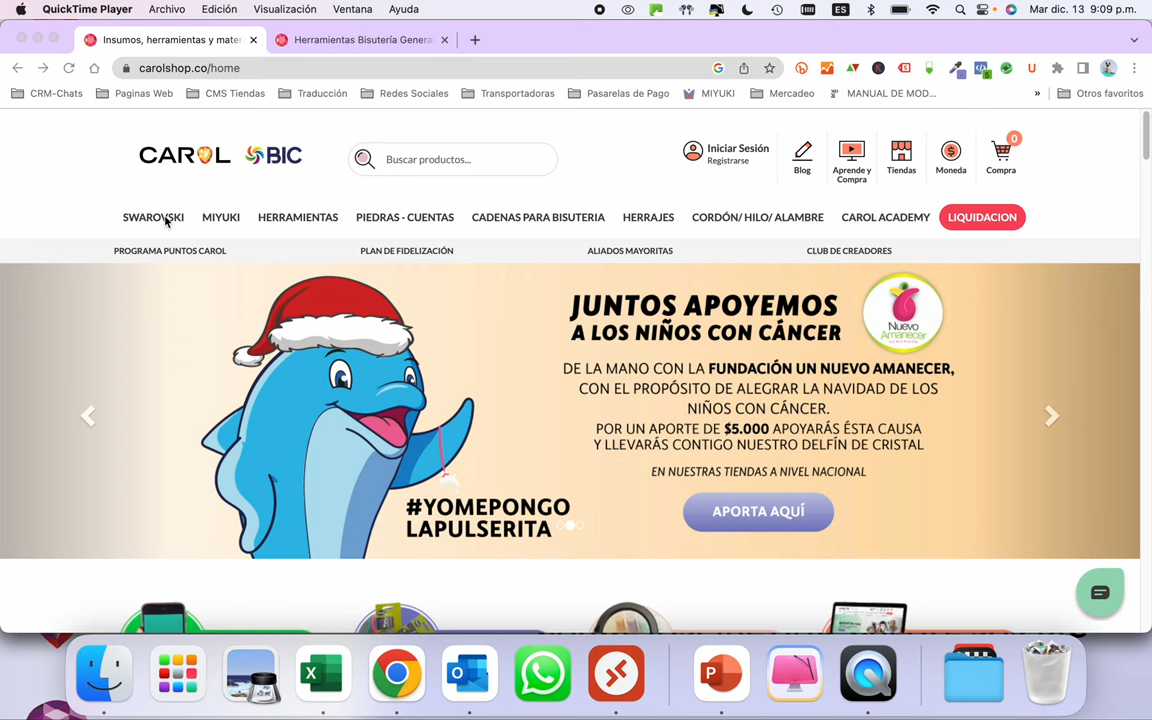 QuickTime Player Archivo Edición Visualización Ventana Ayuda ES Mar dic. 13 9:09 p.m.
Insumos, herramientas y mater Herramientas Bisutería Genera
carolshop.co/home
CRM-Chats Paginas Web CMS Tiendas Traducción Redes Sociales Transportadoras Pasarelas de Pago MIYUKI Mercadeo MANUAL DE MOD... » Otros favoritos
CAROL BIC
Buscar productos...
Iniciar Sesión
Registrarse
Blog
Aprende y
Compra
Tiendas
Moneda
0
Compra
SWAROVSKI MIYUKI HERRAMIENTAS PIEDRAS - CUENTAS CADENAS PARA BISUTERIA HERRAJES CORDÓN/ HILO/ ALAMBRE CAROL ACADEMY LIQUIDACION
PROGRAMA PUNTOS CAROL PLAN DE FIDELIZACIÓN ALIADOS MAYORITAS CLUB DE CREADORES
JUNTOS APOYEMOS
A LOS NIÑOS CON CÁNCER
Nuevo
Amanecer
DE LA MANO CON LA FUNDACIÓN UN NUEVO AMANECER,
CON EL PROPÓSITO DE ALEGRAR LA NAVIDAD DE LOS
NIÑOS CON CÁNCER.
POR UN APORTE DE $5.000 APOYARÁS ÉSTA CAUSA
Y LLEVARÁS CONTIGO NUESTRO DELFÍN DE CRISTAL
EN NUESTRAS TIENDAS A NIVEL NACIONAL
#YOMEPONGO
LAPULSERITA
APORTA AQUÍ